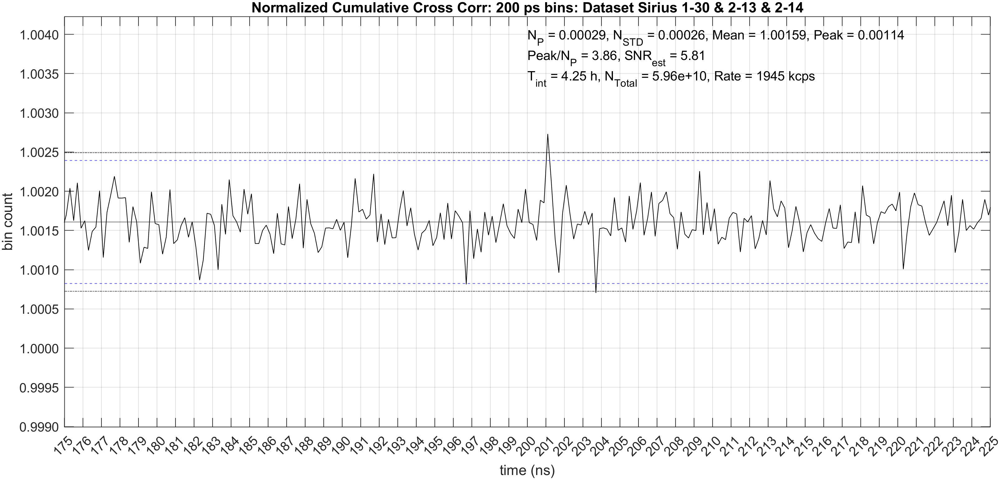 Normalized Cumulative Cross Corr: 200 ps bins: Dataset Sirius 1-30 & 2-13 & 2-14
N_P = 0.00029, N_STD = 0.00026, Mean = 1.00159, Peak = 0.00114
Peak/N_P = 3.86, SNR_est = 5.81
T_int = 4.25 h, N_Total = 5.96e+10, Rate = 1945 kcps
1.0040
1.0035
1.0030
1.0025
1.0020
1.0015
1.0010
1.0005
1.0000
0.9995
0.9990
bin count
175 176 177 178 179 180 181 182 183 184 185 186 187 188 189 190 191 192 193 194 195 196 197 198 199 200 201 202 203 204 205 206 207 208 209 210 211 212 213 214 215 216 217 218 219 220 221 222 223 224 225
time (ns)